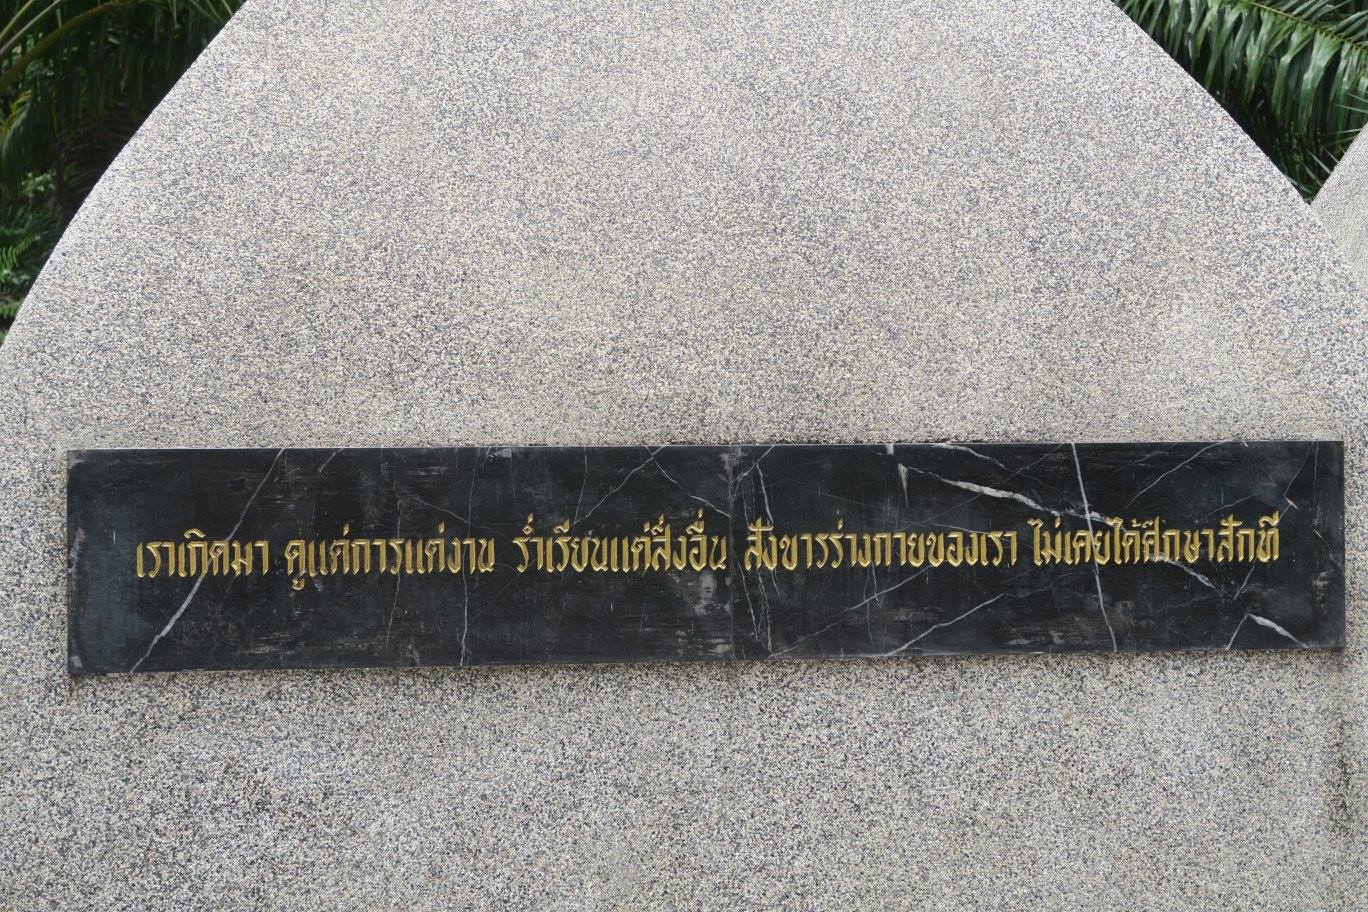 เราเกิดมา ดูแต่การแต่งาน ร่ำเรียนแต่สิ่งอื่น สังขารร่างกายของเรา ไม่เคยได้ศึกษาสักที